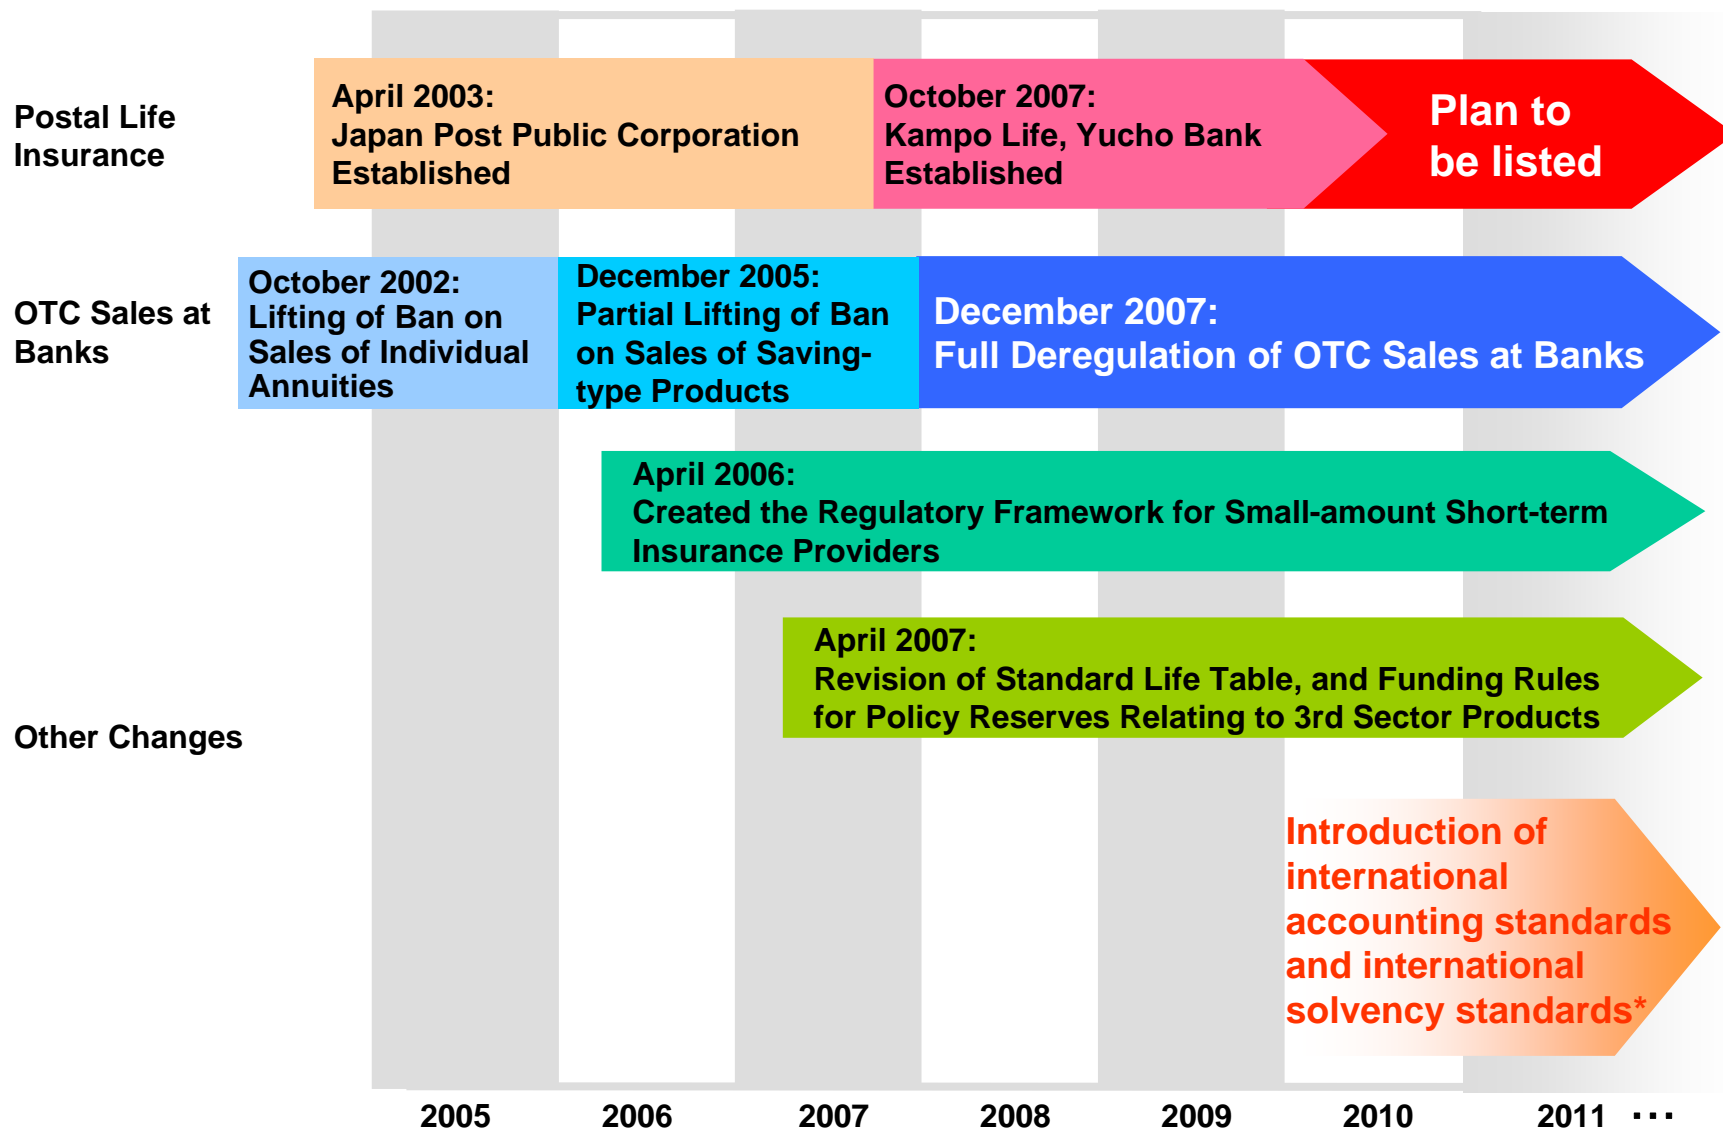 Postal Life
Insurance
April 2003:
Japan Post Public Corporation
Established
October 2007:
Kampo Life, Yucho Bank
Established
Plan to
be listed
OTC Sales at
Banks
October 2002:
Lifting of Ban on
Sales of Individual
Annuities
December 2005:
Partial Lifting of Ban
on Sales of Saving-
type Products
December 2007:
Full Deregulation of OTC Sales at Banks
April 2006:
Created the Regulatory Framework for Small-amount Short-term
Insurance Providers
Other Changes
April 2007:
Revision of Standard Life Table, and Funding Rules
for Policy Reserves Relating to 3rd Sector Products
Introduction of
international
accounting standards
and international
solvency standards*
2005 2006 2007 2008 2009 2010 2011 ...